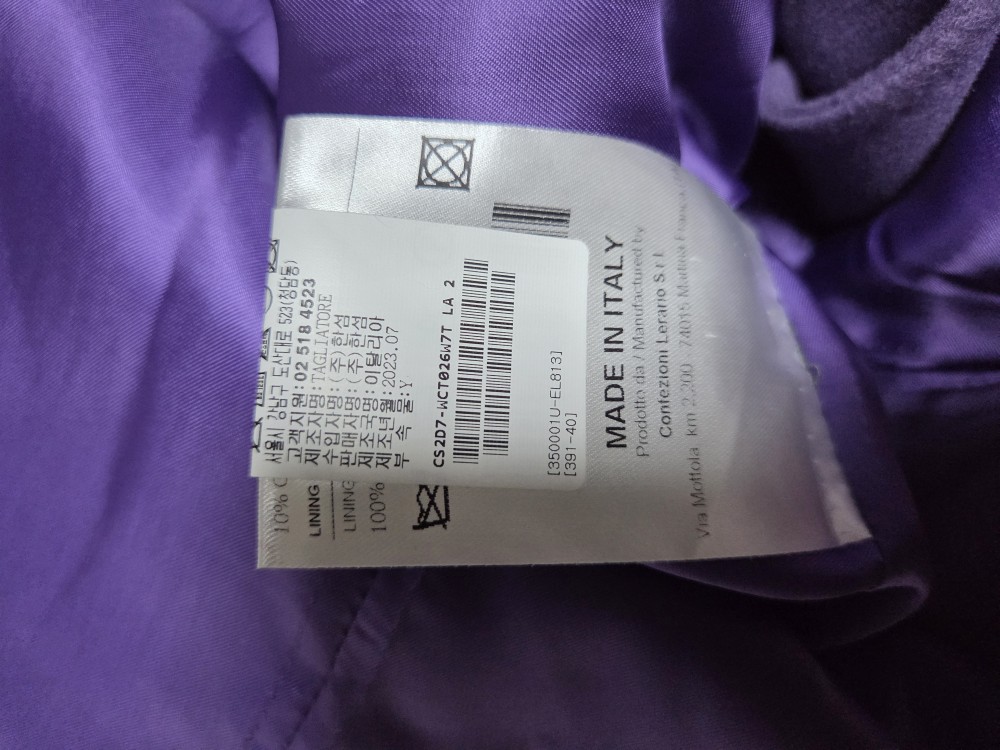 서울시 강남구 도산대로 523(청담동)
고객지원:02 518 4523
제조자명:TAGLIATORE
수입자명:(주)한섬
판매자명:(주)한섬
제조국명:이탈리아
제조년월:2023.07
부 속 물:Y
CS2D7-WCT026W7T LA 2
[350001U-EL813]
[391-40]
10%
LINING
LINING
100%
MADE IN ITALY
Prodotto da / Manufactured by
Confezioni Lerario S r l
Via Mottola km 2.200 74015 Martina Franca